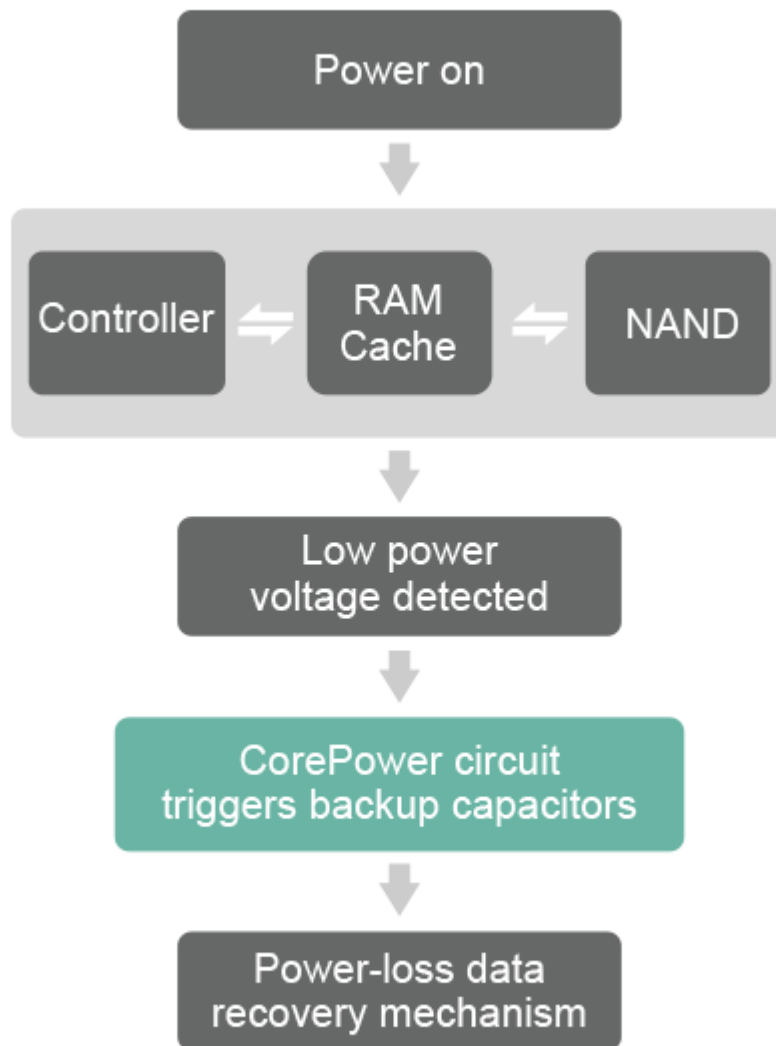 Power on
Controller
RAM
Cache
NAND
Low power
voltage detected
CorePower circuit
triggers backup capacitors
Power-loss data
recovery mechanism